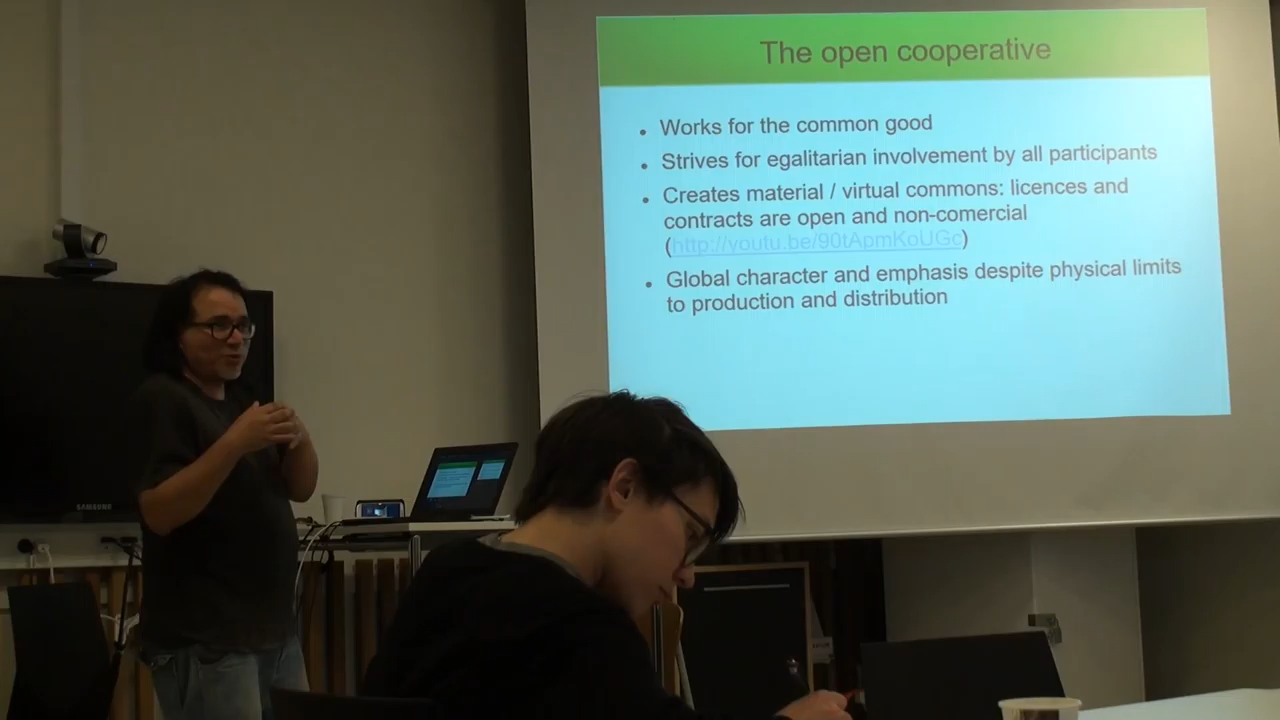 The open cooperative
• Works for the common good
• Strives for egalitarian involvement by all participants
• Creates material / virtual commons: licences and
contracts are open and non-comercial
(http://youtu.be/90tApmKoUGc)
• Global character and emphasis despite physical limits
to production and distribution
SAMSUNG